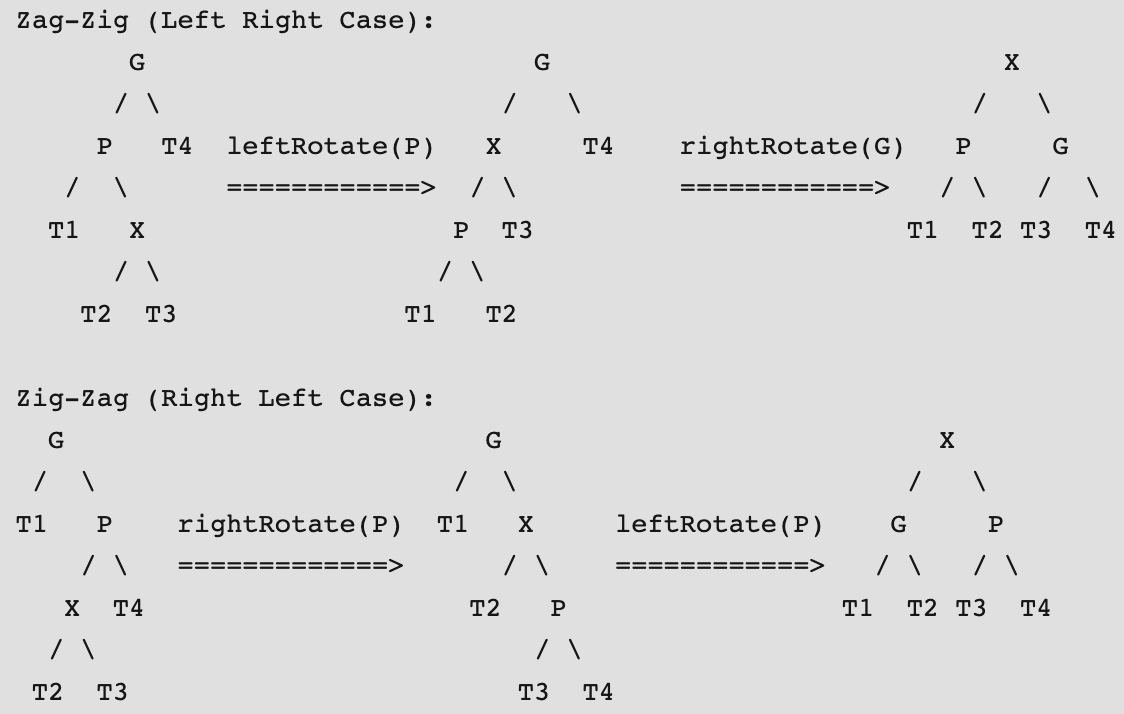 Zag-Zig (Left Right Case):
G G X
/ \ / \ / \
P T4 leftRotate(P) X T4 rightRotate(G) P G
/ \ ============> / \ ============> / \ / \
T1 X P T3 T1 T2 T3 T4
/ \ / \
T2 T3 T1 T2
Zig-Zag (Right Left Case):
G G X
/ \ / \ / \
T1 P rightRotate(P) T1 X leftRotate(P) G P
/ \ =============> / \ ============> / \ / \
X T4 T2 P T1 T2 T3 T4
/ \ / \
T2 T3 T3 T4